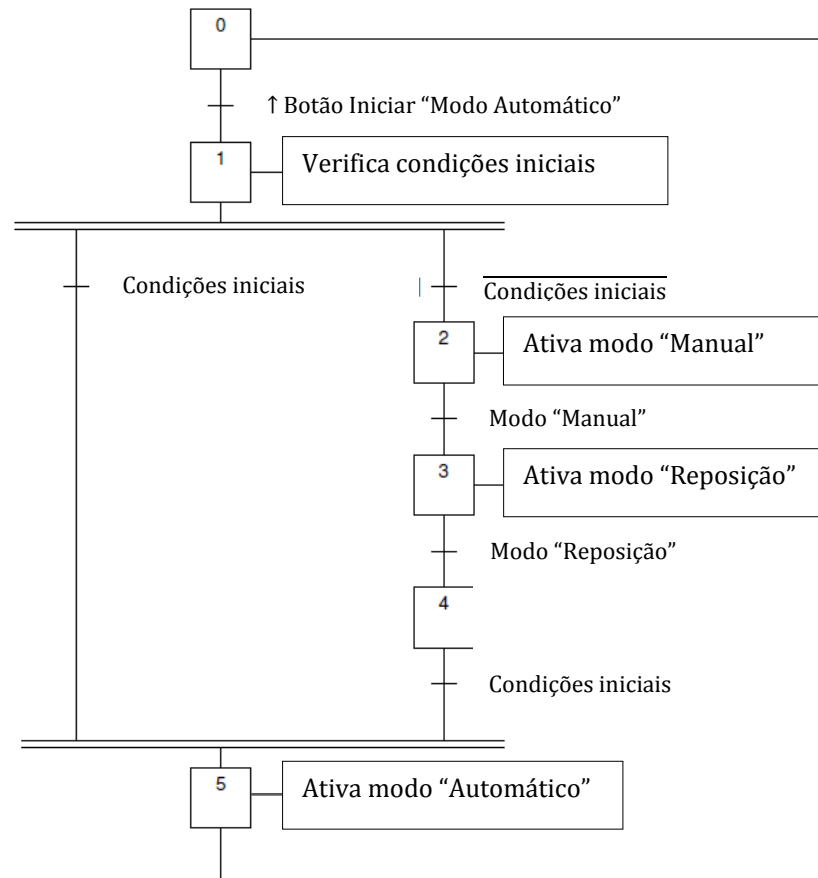 0
↑ Botão Iniciar “Modo Automático”
1
Verifica condições iniciais
Condições iniciais
Condições iniciais
2
Ativa modo “Manual”
Modo “Manual”
3
Ativa modo “Reposição”
Modo “Reposição”
4
Condições iniciais
5
Ativa modo “Automático”